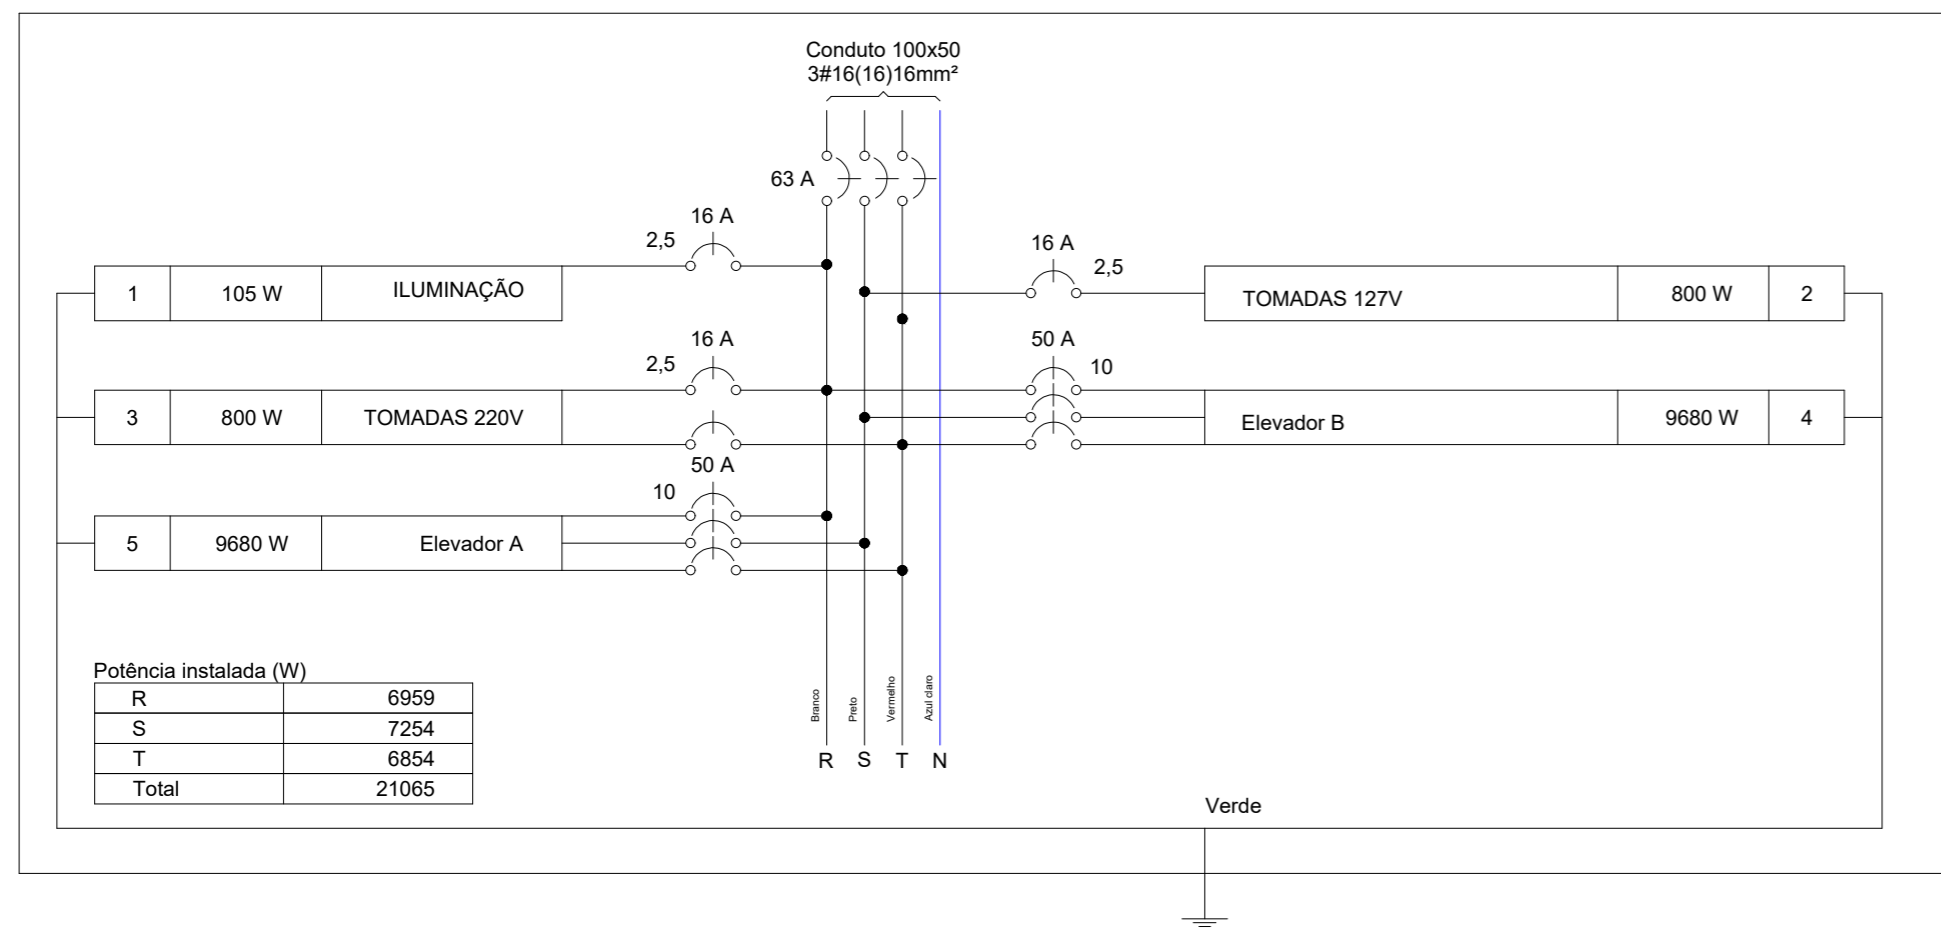 Conduto 100x50
3#16(16)16mm²
63 A
16 A
2,5
1 105 W ILUMINAÇÃO
16 A
2,5
TOMADAS 127V 800 W 2
16 A
2,5
3 800 W TOMADAS 220V
50 A
10
Elevador B 9680 W 4
50 A
10
5 9680 W Elevador A
Potência instalada (W)
R 6959
S 7254
T 6854
Total 21065
Branco
Preto
Vermelho
Azul claro
R S T N
Verde